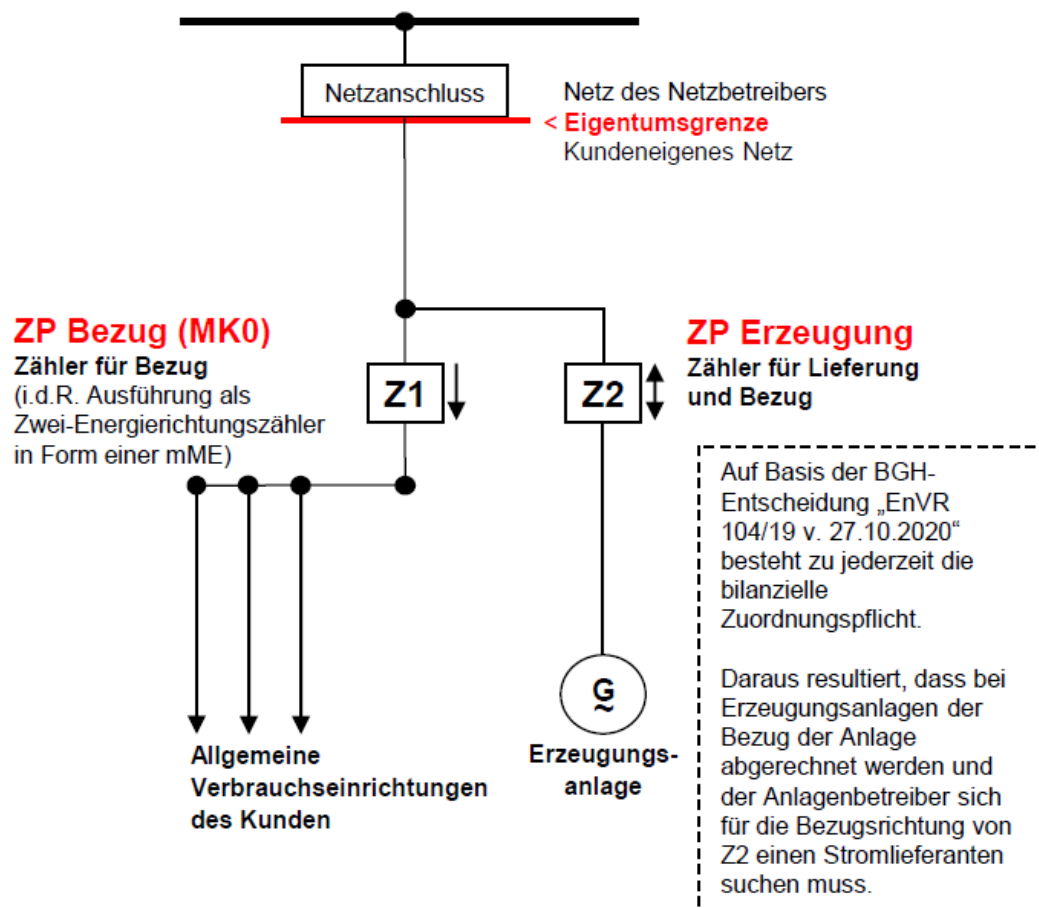 Netzanschluss
Netz des Netzbetreibers
< Eigentumsgrenze
Kundeneigenes Netz
ZP Bezug (MK0)
Zähler für Bezug
(i.d.R. Ausführung als
Zwei-Energierichtungszähler
in Form einer mME)
Z1
Z2
ZP Erzeugung
Zähler für Lieferung
und Bezug
Auf Basis der BGH-
Entscheidung „EnVR
104/19 v. 27.10.2020“
besteht zu jederzeit die
bilanzielle
Zuordnungspflicht.
Daraus resultiert, dass bei
Erzeugungsanlagen der
Bezug der Anlage
abgerechnet werden und
der Anlagenbetreiber sich
für die Bezugsrichtung von
Z2 einen Stromlieferanten
suchen muss.
G
~
Allgemeine
Verbrauchseinrichtungen
des Kunden
Erzeugungs-
anlage